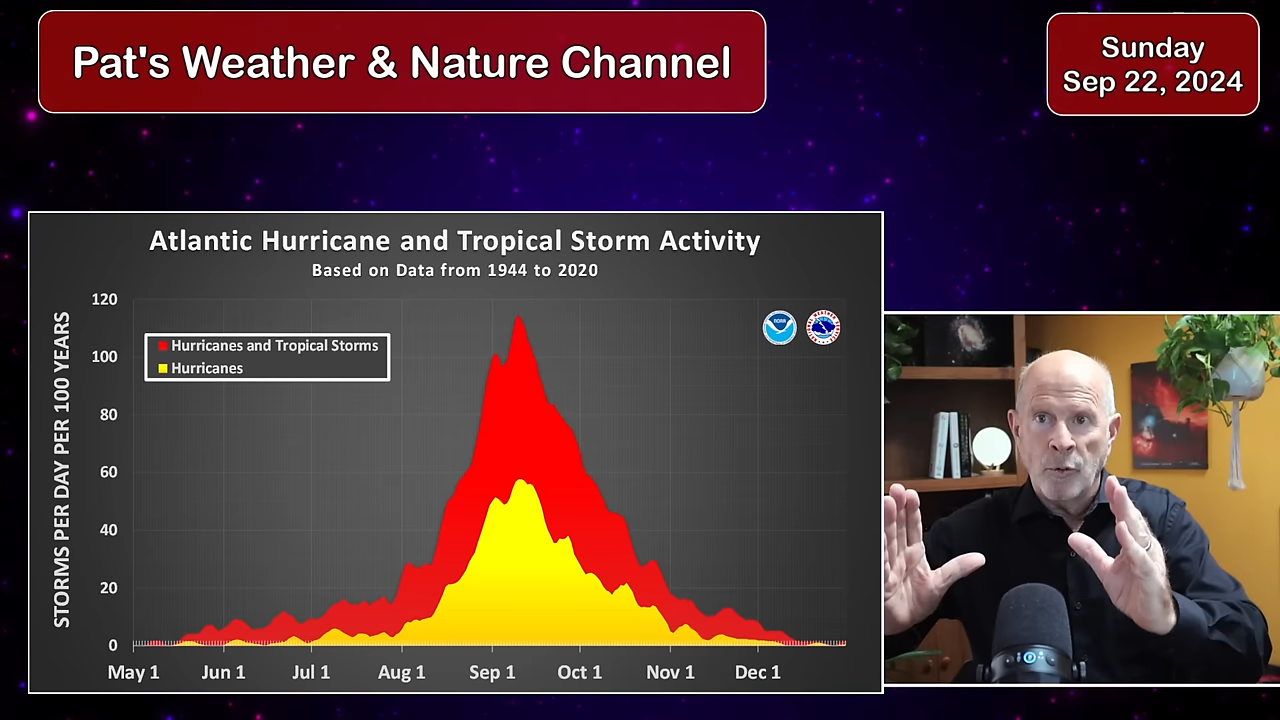 Pat's Weather & Nature Channel
Sunday
Sep 22, 2024
Atlantic Hurricane and Tropical Storm Activity
Based on Data from 1944 to 2020
STORMS PER DAY PER 100 YEARS
120
100
80
60
40
20
0
Hurricanes and Tropical Storms
Hurricanes
NOAA
May 1
Jun 1
Jul 1
Aug 1
Sep 1
Oct 1
Nov 1
Dec 1